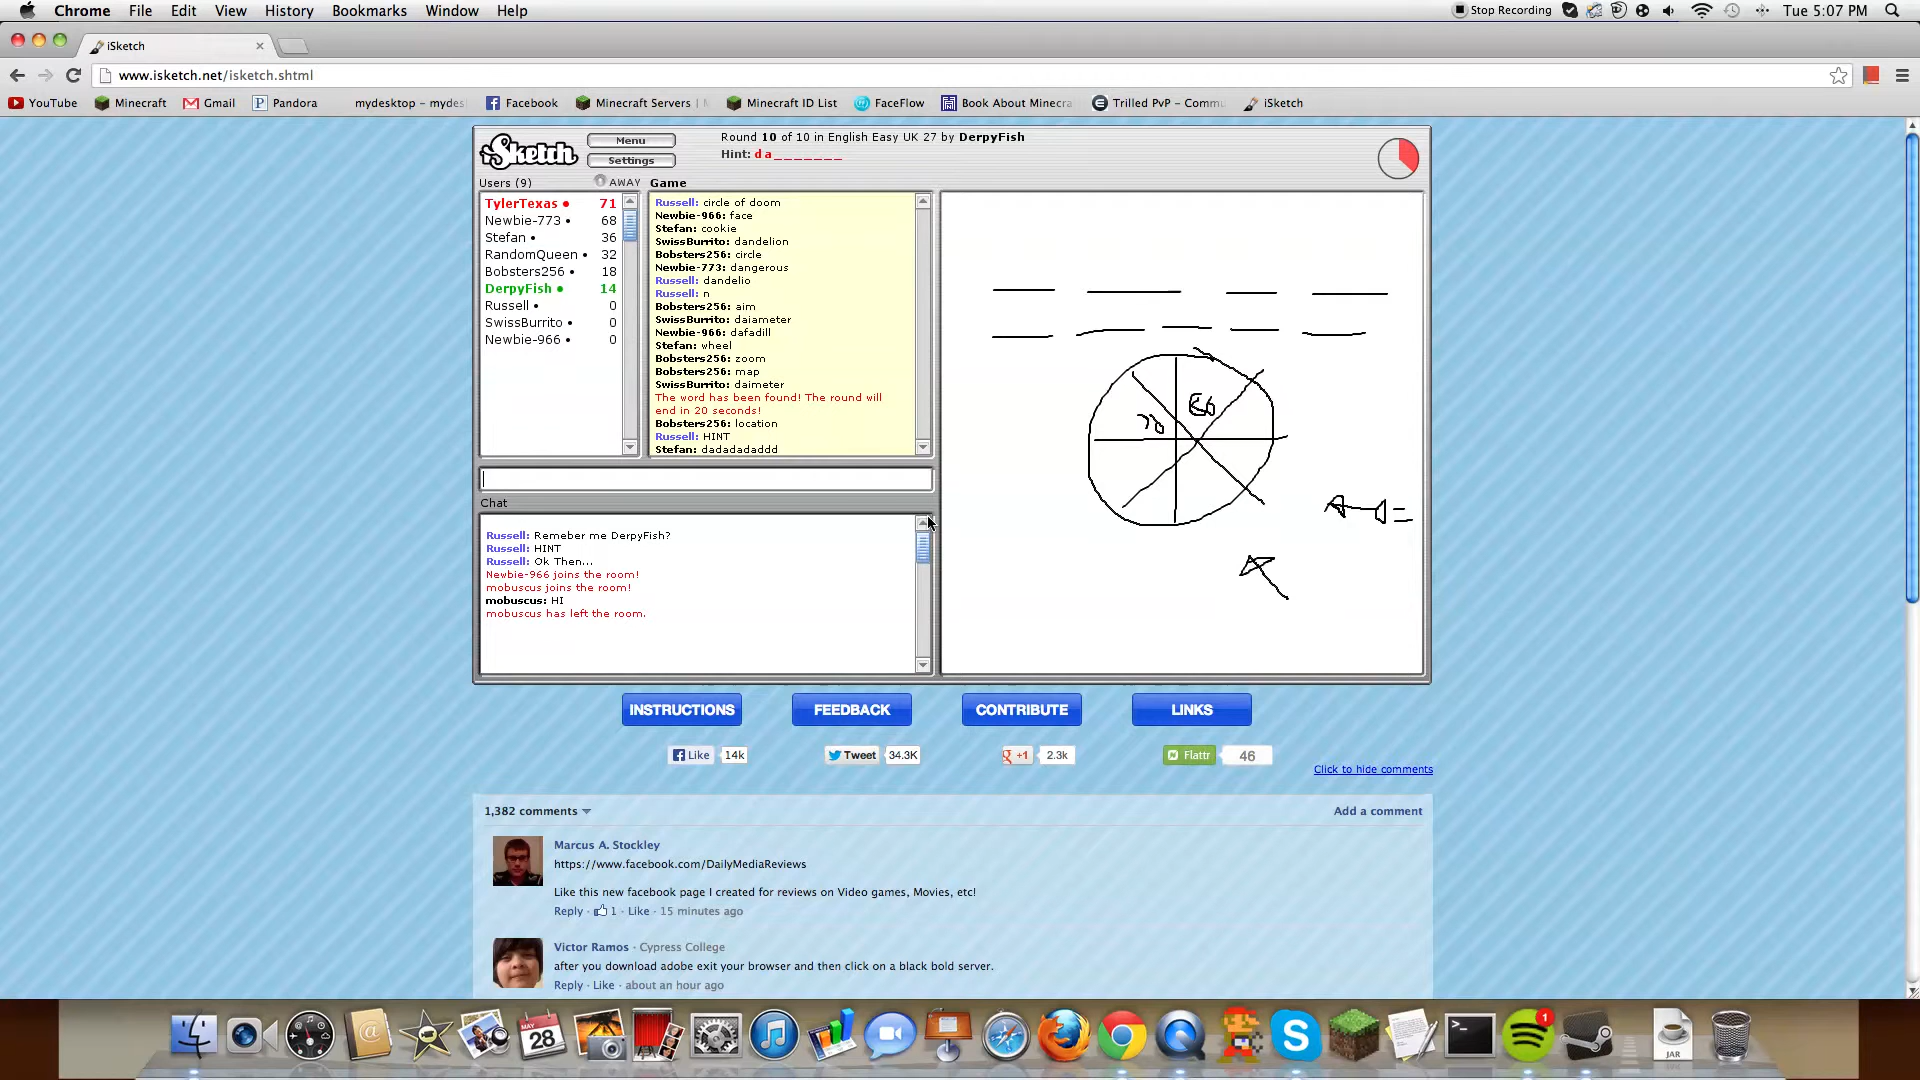 Chrome File Edit View History Bookmarks Window Help Stop Recording Tue 5:07 PM
iSketch
www.isketch.net/isketch.shtml
YouTube Minecraft Gmail Pandora mydesktop – mydes Facebook Minecraft Servers | Minecraft ID List FaceFlow Book About Minecra Trilled PvP – Commu iSketch
iSketch Menu Round 10 of 10 in English Easy UK 27 by DerpyFish
Settings Hint: da_______
Users (9) AWAY Game
TylerTexas • 71
Newbie-773 • 68
Stefan • 36
RandomQueen • 32
Bobsters256 • 18
DerpyFish • 14
Russell • 0
SwissBurrito • 0
Newbie-966 • 0
Russell: circle of doom
Newbie-966: face
Stefan: cookie
SwissBurrito: dandelion
Bobsters256: circle
Newbie-773: dangerous
Russell: dandelio
Russell: n
Bobsters256: aim
SwissBurrito: daiameter
Newbie-966: dafadill
Stefan: wheel
Bobsters256: zoom
Bobsters256: map
SwissBurrito: daimeter
The word has been found! The round will
end in 20 seconds!
Bobsters256: location
Russell: HINT
Stefan: dadadadaddd
Chat
Russell: Remeber me DerpyFish?
Russell: HINT
Russell: Ok Then...
Newbie-966 joins the room!
mobuscus joins the room!
mobuscus: HI
mobuscus has left the room.
INSTRUCTIONS FEEDBACK CONTRIBUTE LINKS
Like 14k Tweet 34.3K +1 2.3k Flattr 46
Click to hide comments
1,382 comments Add a comment
Marcus A. Stockley
https://www.facebook.com/DailyMediaReviews
Like this new facebook page I created for reviews on Video games, Movies, etc!
Reply · 1 · Like · 15 minutes ago
Victor Ramos · Cypress College
after you download adobe exit your browser and then click on a black bold server.
Reply · Like · about an hour ago
MAY
28
1
JAR